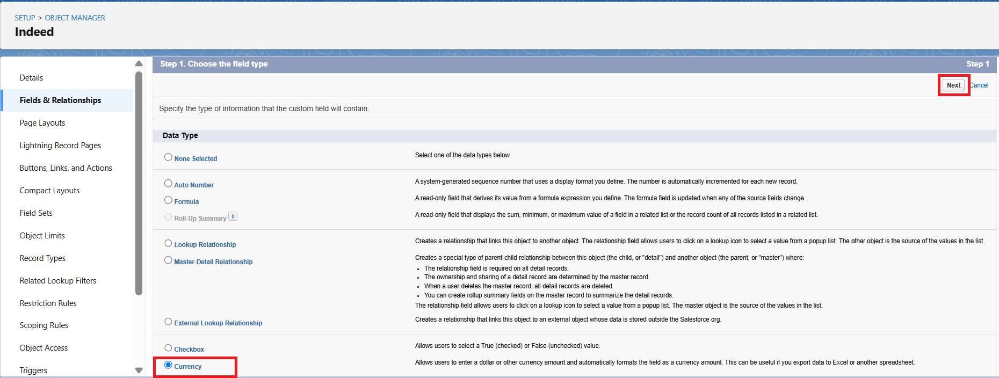 SETUP > OBJECT MANAGER
Indeed
Details
Fields & Relationships
Page Layouts
Lightning Record Pages
Buttons, Links, and Actions
Compact Layouts
Field Sets
Object Limits
Record Types
Related Lookup Filters
Restriction Rules
Scoping Rules
Object Access
Triggers
Step 1. Choose the field type Step 1
Next Cancel
Specify the type of information that the custom field will contain.
Data Type
None Selected Select one of the data types below.
Auto Number A system-generated sequence number that uses a display format you define. The number is automatically incremented for each new record.
Formula A read-only field that derives its value from a formula expression you define. The formula field is updated when any of the source fields change.
Roll-Up Summary i A read-only field that displays the sum, minimum, or maximum value of a field in a related list or the record count of all records listed in a related list.
Lookup Relationship Creates a relationship that links this object to another object. The relationship field allows users to click on a lookup icon to select a value from a popup list. The other object is the source of the values in the list.
Master-Detail Relationship Creates a special type of parent-child relationship between this object (the child, or "detail") and another object (the parent, or "master") where:
• The relationship field is required on all detail records.
• The ownership and sharing of a detail record are determined by the master record.
• When a user deletes the master record, all detail records are deleted.
• You can create rollup summary fields on the master record to summarize the detail records.
The relationship field allows users to click on a lookup icon to select a value from a popup list. The master object is the source of the values in the list.
External Lookup Relationship Creates a relationship that links this object to an external object whose data is stored outside the Salesforce org.
Checkbox Allows users to select a True (checked) or False (unchecked) value.
Currency Allows users to enter a dollar or other currency amount and automatically formats the field as a currency amount. This can be useful if you export data to Excel or another spreadsheet.